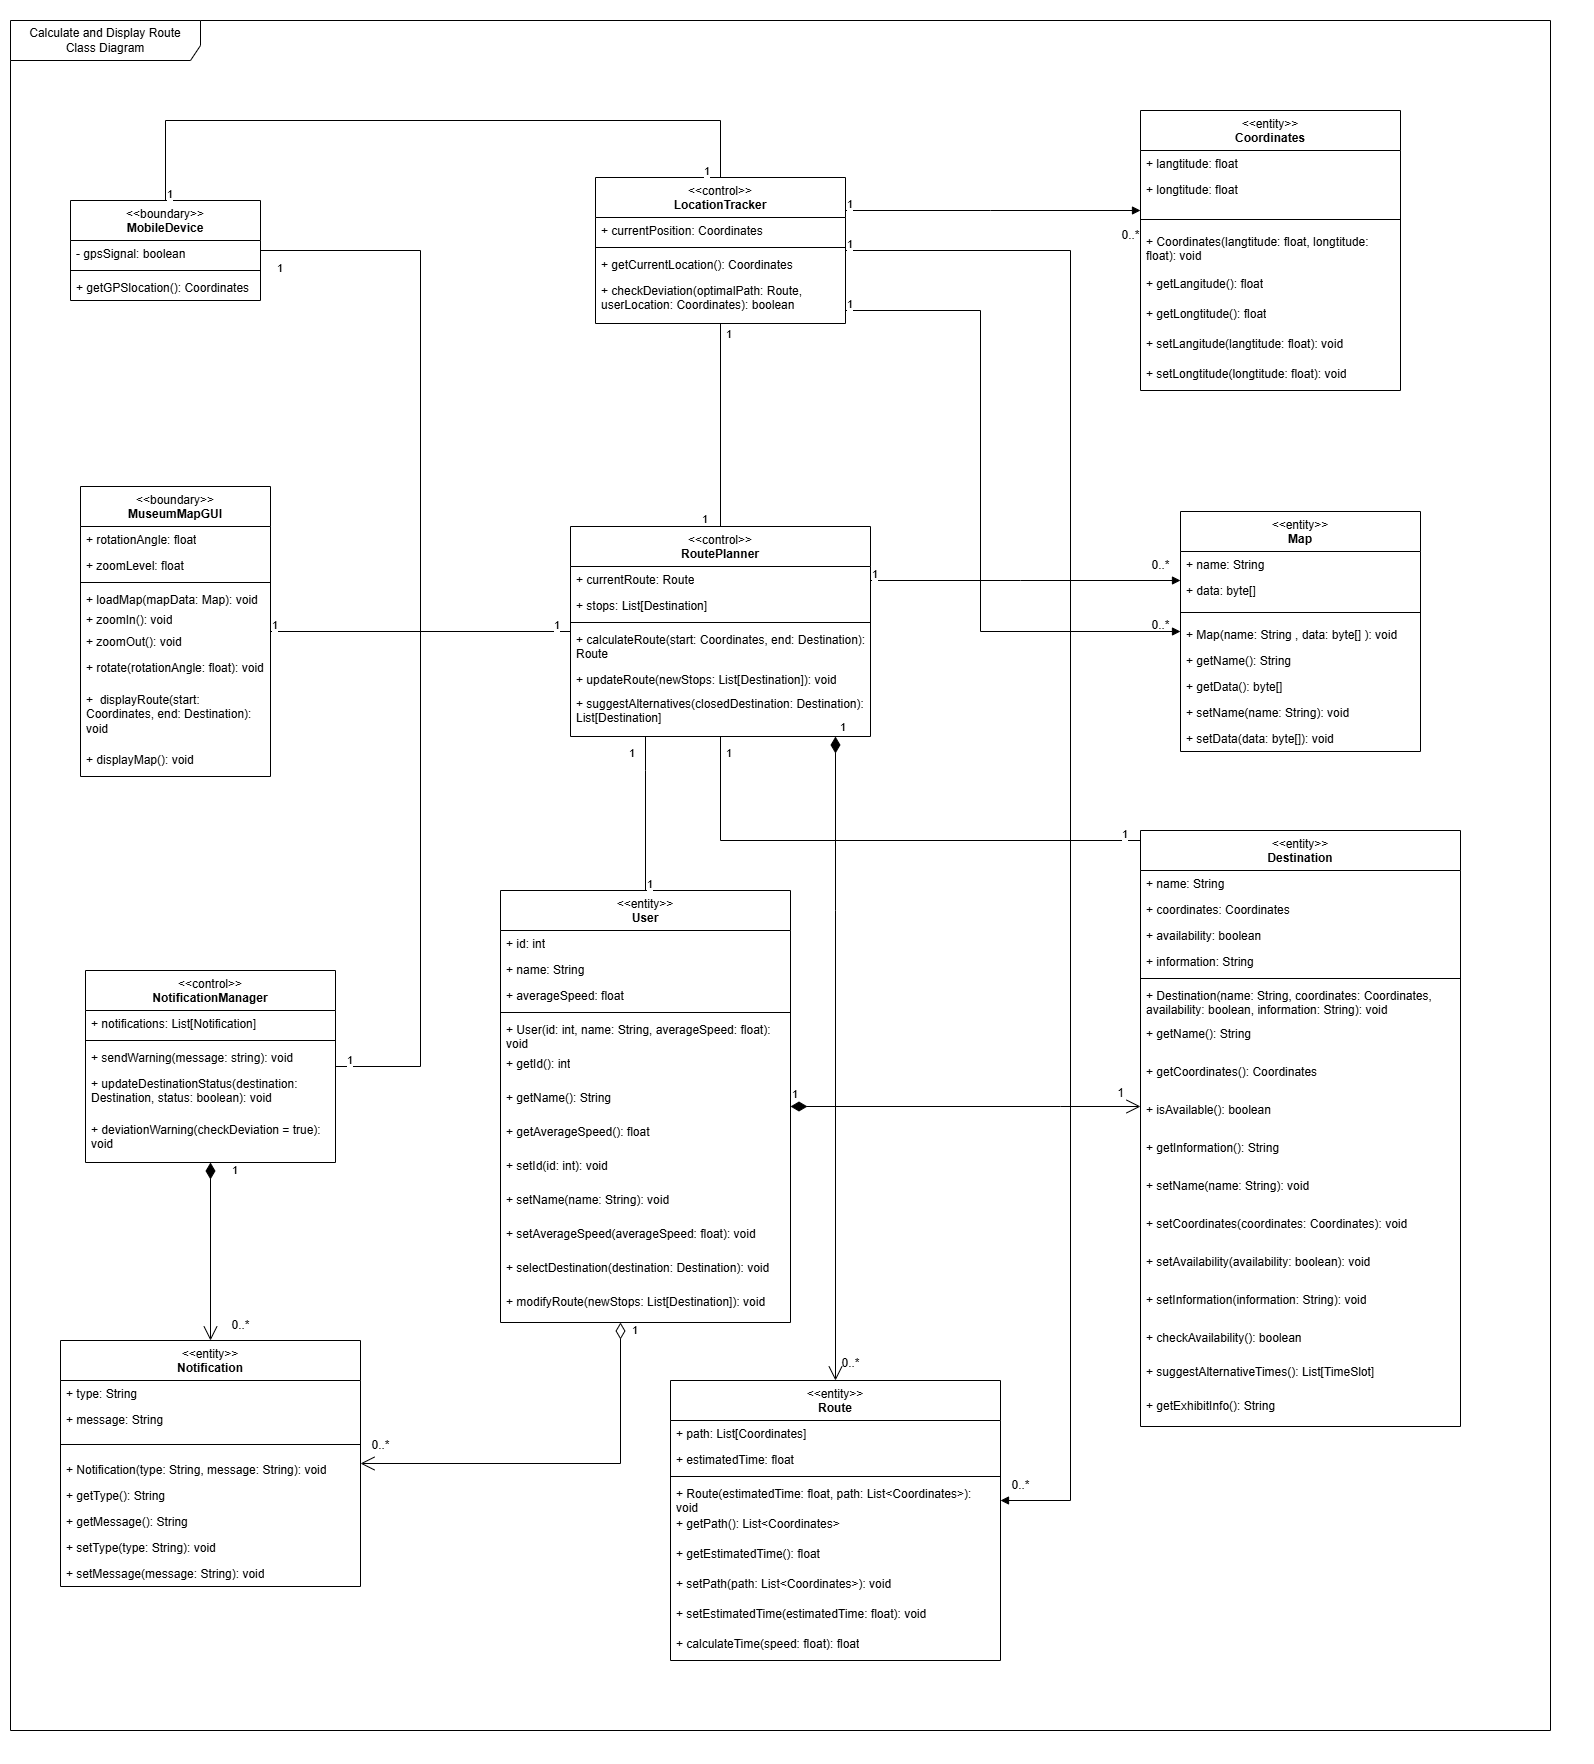 Calculate and Display Route
Class Diagram
1
1
<<boundary>>
MobileDevice
- gpsSignal: boolean
+ getGPSlocation(): Coordinates
1
<<control>>
LocationTracker
+ currentPosition: Coordinates
+ getCurrentLocation(): Coordinates
+ checkDeviation(optimalPath: Route,
userLocation: Coordinates): boolean
1
1
1
1
<<entity>>
Coordinates
+ langtitude: float
+ longtitude: float
0..*
+ Coordinates(langtitude: float, longtitude:
float): void
+ getLangitude(): float
+ getLongtitude(): float
+ setLangitude(langtitude: float): void
+ setLongtitude(longtitude: float): void
<<boundary>>
MuseumMapGUI
+ rotationAngle: float
+ zoomLevel: float
+ loadMap(mapData: Map): void
+ zoomIn(): void
+ zoomOut(): void
+ rotate(rotationAngle: float): void
+  displayRoute(start:
Coordinates, end: Destination):
void
+ displayMap(): void
1
1
1
<<control>>
RoutePlanner
+ currentRoute: Route
+ stops: List[Destination]
+ calculateRoute(start: Coordinates, end: Destination):
Route
+ updateRoute(newStops: List[Destination]): void
+ suggestAlternatives(closedDestination: Destination):
List[Destination]
1
1
1
1
0..*
0..*
<<entity>>
Map
+ name: String
+ data: byte[]
+ Map(name: String , data: byte[] ): void
+ getName(): String
+ getData(): byte[]
+ setName(name: String): void
+ setData(data: byte[]): void
1
1
<<entity>>
User
+ id: int
+ name: String
+ averageSpeed: float
+ User(id: int, name: String, averageSpeed: float):
void
+ getId(): int
+ getName(): String
+ getAverageSpeed(): float
+ setId(id: int): void
+ setName(name: String): void
+ setAverageSpeed(averageSpeed: float): void
+ selectDestination(destination: Destination): void
+ modifyRoute(newStops: List[Destination]): void
1
1
1
<<entity>>
Destination
+ name: String
+ coordinates: Coordinates
+ availability: boolean
+ information: String
+ Destination(name: String, coordinates: Coordinates,
availability: boolean, information: String): void
+ getName(): String
+ getCoordinates(): Coordinates
+ isAvailable(): boolean
+ getInformation(): String
+ setName(name: String): void
+ setCoordinates(coordinates: Coordinates): void
+ setAvailability(availability: boolean): void
+ setInformation(information: String): void
+ checkAvailability(): boolean
+ suggestAlternativeTimes(): List[TimeSlot]
+ getExhibitInfo(): String
<<control>>
NotificationManager
+ notifications: List[Notification]
+ sendWarning(message: string): void
+ updateDestinationStatus(destination:
Destination, status: boolean): void
+ deviationWarning(checkDeviation = true):
void
1
1
0..*
<<entity>>
Notification
+ type: String
+ message: String
+ Notification(type: String, message: String): void
+ getType(): String
+ getMessage(): String
+ setType(type: String): void
+ setMessage(message: String): void
0..*
0..*
<<entity>>
Route
+ path: List[Coordinates]
+ estimatedTime: float
+ Route(estimatedTime: float, path: List<Coordinates>):
void
+ getPath(): List<Coordinates>
+ getEstimatedTime(): float
+ setPath(path: List<Coordinates>): void
+ setEstimatedTime(estimatedTime: float): void
+ calculateTime(speed: float): float
0..*